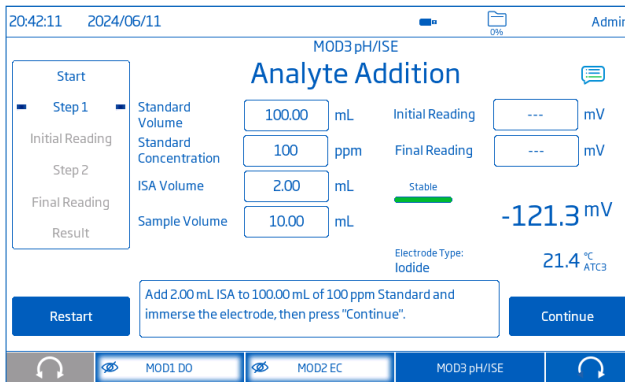 20:42:11 2024/06/11
0%
Admin
MOD3 pH/ISE
Analyte Addition
Start
Step 1
Initial Reading
Step 2
Final Reading
Result
Standard
Volume
100.00 mL
Initial Reading --- mV
Standard
Concentration
100 ppm
Final Reading --- mV
ISA Volume 2.00 mL
Stable
Sample Volume 10.00 mL
-121.3 mV
Electrode Type:
Iodide
21.4 °C
ATC3
Add 2.00 mL ISA to 100.00 mL of 100 ppm Standard and
immerse the electrode, then press "Continue".
Restart
Continue
MOD1 DO
MOD2 EC
MOD3 pH/ISE